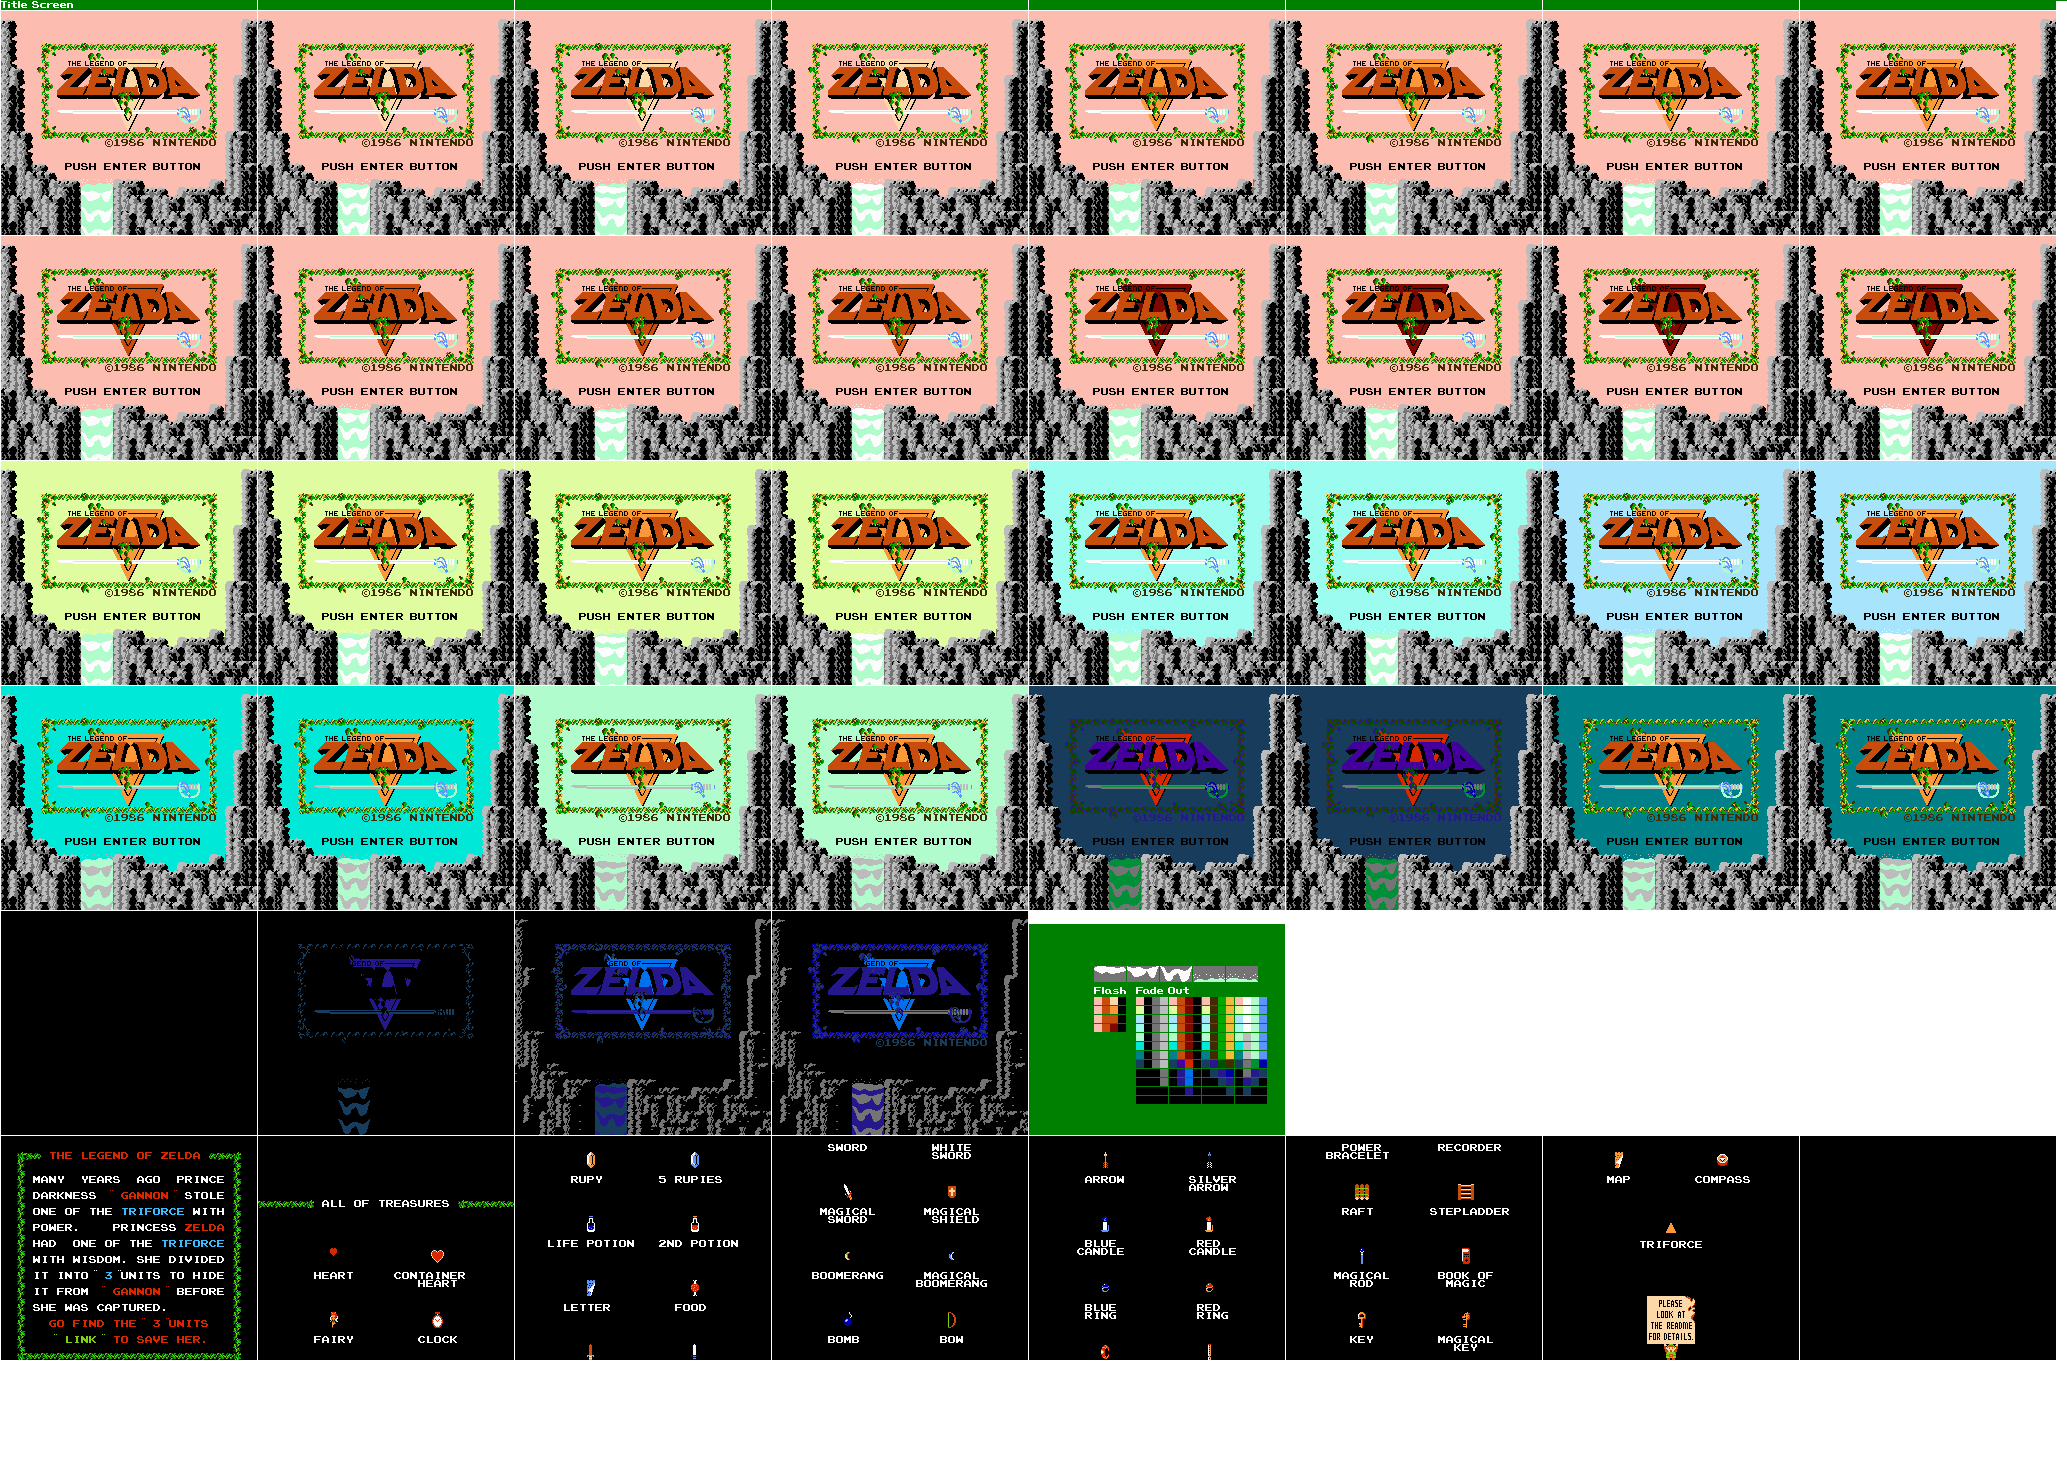 Title Screen
THE LEGEND OF
ZELDA
©1986 NINTENDO
PUSH ENTER BUTTON
THE LEGEND OF
ZELDA
©1986 NINTENDO
PUSH ENTER BUTTON
THE LEGEND OF
ZELDA
©1986 NINTENDO
PUSH ENTER BUTTON
THE LEGEND OF
ZELDA
©1986 NINTENDO
PUSH ENTER BUTTON
THE LEGEND OF
ZELDA
©1986 NINTENDO
PUSH ENTER BUTTON
THE LEGEND OF
ZELDA
©1986 NINTENDO
PUSH ENTER BUTTON
THE LEGEND OF
ZELDA
©1986 NINTENDO
PUSH ENTER BUTTON
THE LEGEND OF
ZELDA
©1986 NINTENDO
PUSH ENTER BUTTON
THE LEGEND OF
ZELDA
©1986 NINTENDO
PUSH ENTER BUTTON
THE LEGEND OF
ZELDA
©1986 NINTENDO
PUSH ENTER BUTTON
THE LEGEND OF
ZELDA
©1986 NINTENDO
PUSH ENTER BUTTON
THE LEGEND OF
ZELDA
©1986 NINTENDO
PUSH ENTER BUTTON
THE LEGEND OF
ZELDA
©1986 NINTENDO
PUSH ENTER BUTTON
THE LEGEND OF
ZELDA
©1986 NINTENDO
PUSH ENTER BUTTON
THE LEGEND OF
ZELDA
©1986 NINTENDO
PUSH ENTER BUTTON
THE LEGEND OF
ZELDA
©1986 NINTENDO
PUSH ENTER BUTTON
THE LEGEND OF
ZELDA
©1986 NINTENDO
PUSH ENTER BUTTON
THE LEGEND OF
ZELDA
©1986 NINTENDO
PUSH ENTER BUTTON
THE LEGEND OF
ZELDA
©1986 NINTENDO
PUSH ENTER BUTTON
THE LEGEND OF
ZELDA
©1986 NINTENDO
PUSH ENTER BUTTON
THE LEGEND OF
ZELDA
©1986 NINTENDO
PUSH ENTER BUTTON
THE LEGEND OF
ZELDA
©1986 NINTENDO
PUSH ENTER BUTTON
THE LEGEND OF
ZELDA
©1986 NINTENDO
PUSH ENTER BUTTON
THE LEGEND OF
ZELDA
©1986 NINTENDO
PUSH ENTER BUTTON
THE LEGEND OF
ZELDA
©1986 NINTENDO
PUSH ENTER BUTTON
THE LEGEND OF
ZELDA
©1986 NINTENDO
PUSH ENTER BUTTON
THE LEGEND OF
ZELDA
©1986 NINTENDO
PUSH ENTER BUTTON
THE LEGEND OF
ZELDA
©1986 NINTENDO
PUSH ENTER BUTTON
THE LEGEND OF
ZELDA
©1986 NINTENDO
PUSH ENTER BUTTON
THE LEGEND OF
ZELDA
©1986 NINTENDO
PUSH ENTER BUTTON
THE LEGEND OF
ZELDA
©1986 NINTENDO
PUSH ENTER BUTTON
THE LEGEND OF
ZELDA
©1986 NINTENDO
PUSH ENTER BUTTON
OF
OF
ZELDA
OF
ZELDA
©1986 NINTENDO
Flash Fade Out
THE LEGEND OF ZELDA
MANY YEARS AGO PRINCE
DARKNESS "GANNON" STOLE
ONE OF THE TRIFORCE WITH
POWER. PRINCESS ZELDA
HAD ONE OF THE TRIFORCE
WITH WISDOM. SHE DIVIDED
IT INTO "3"UNITS TO HIDE
IT FROM "GANNON" BEFORE
SHE WAS CAPTURED.
GO FIND THE "3"UNITS
"LINK" TO SAVE HER.
ALL OF TREASURES
HEART CONTAINER
HEART
FAIRY CLOCK
RUPY 5 RUPIES
LIFE POTION 2ND POTION
LETTER FOOD
SWORD WHITE
SWORD
MAGICAL MAGICAL
SWORD SHIELD
BOOMERANG MAGICAL
BOOMERANG
BOMB BOW
ARROW SILVER
ARROW
BLUE RED
CANDLE CANDLE
BLUE RED
RING RING
POWER RECORDER
BRACELET
RAFT STEPLADDER
MAGICAL BOOK OF
ROD MAGIC
KEY MAGICAL
KEY
MAP COMPASS
TRIFORCE
PLEASE
LOOK AT
THE README
FOR DETAILS.